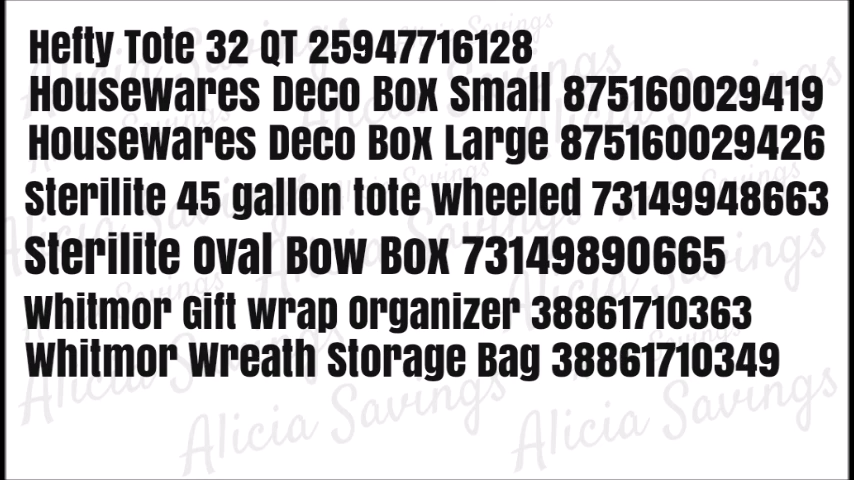 Hefty Tote 32 QT 25947716128
Housewares Deco Box Small 875160029419
Housewares Deco Box Large 875160029426
Sterilite 45 gallon tote wheeled 73149948663
Sterilite Oval Bow Box 73149890665
Whitmor Gift wrap Organizer 38861710363
Whitmor Wreath Storage Bag 38861710349
Alicia Savings
Alicia Savings